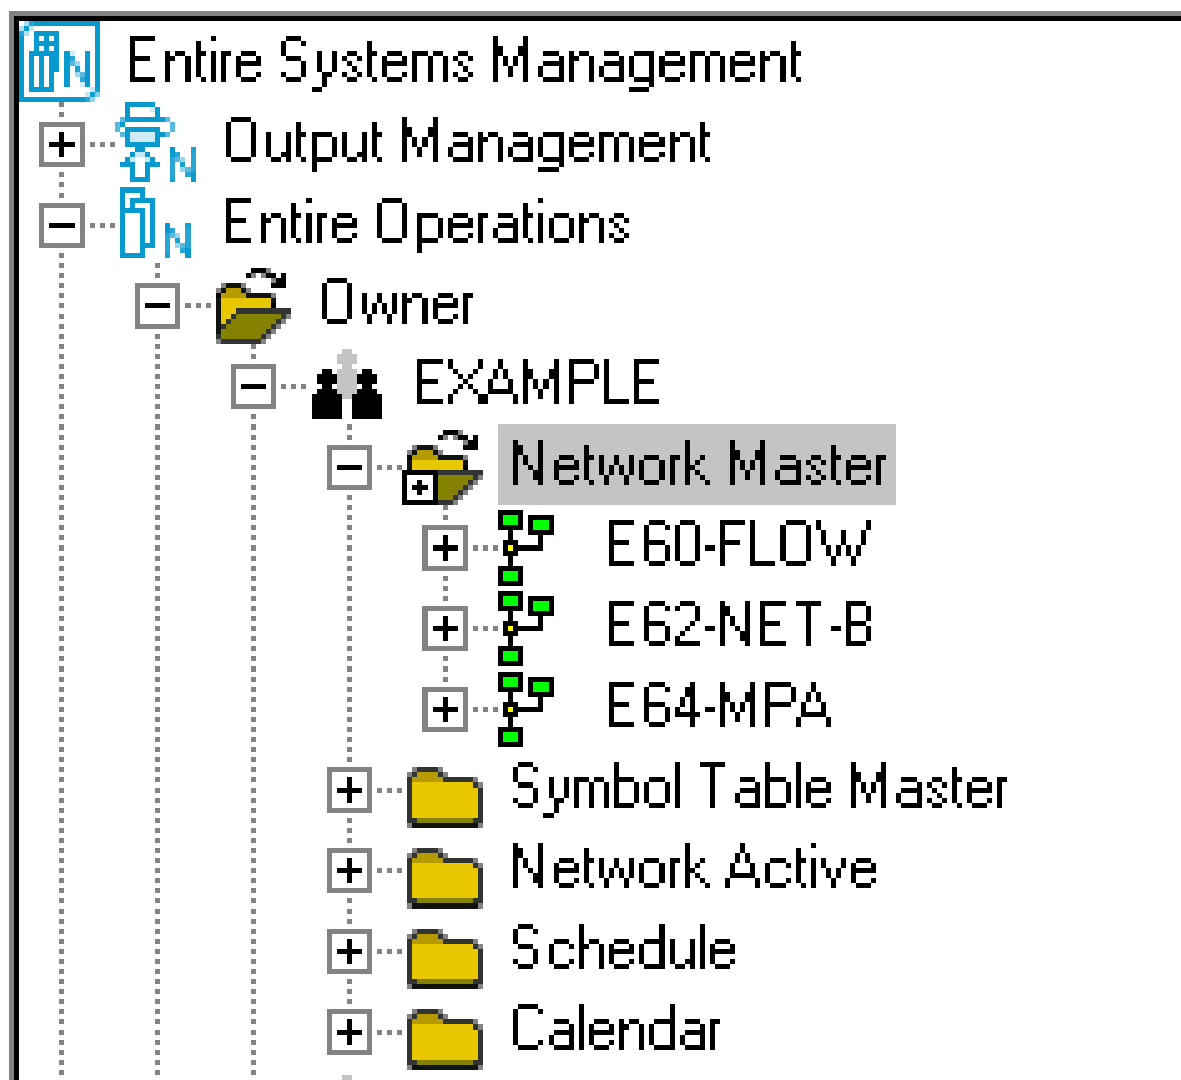 Entire Systems Management
Output Management
Entire Operations
Owner
EXAMPLE
Network Master
E60-FLOW
E62-NET-B
E64-MPA
Symbol Table Master
Network Active
Schedule
Calendar